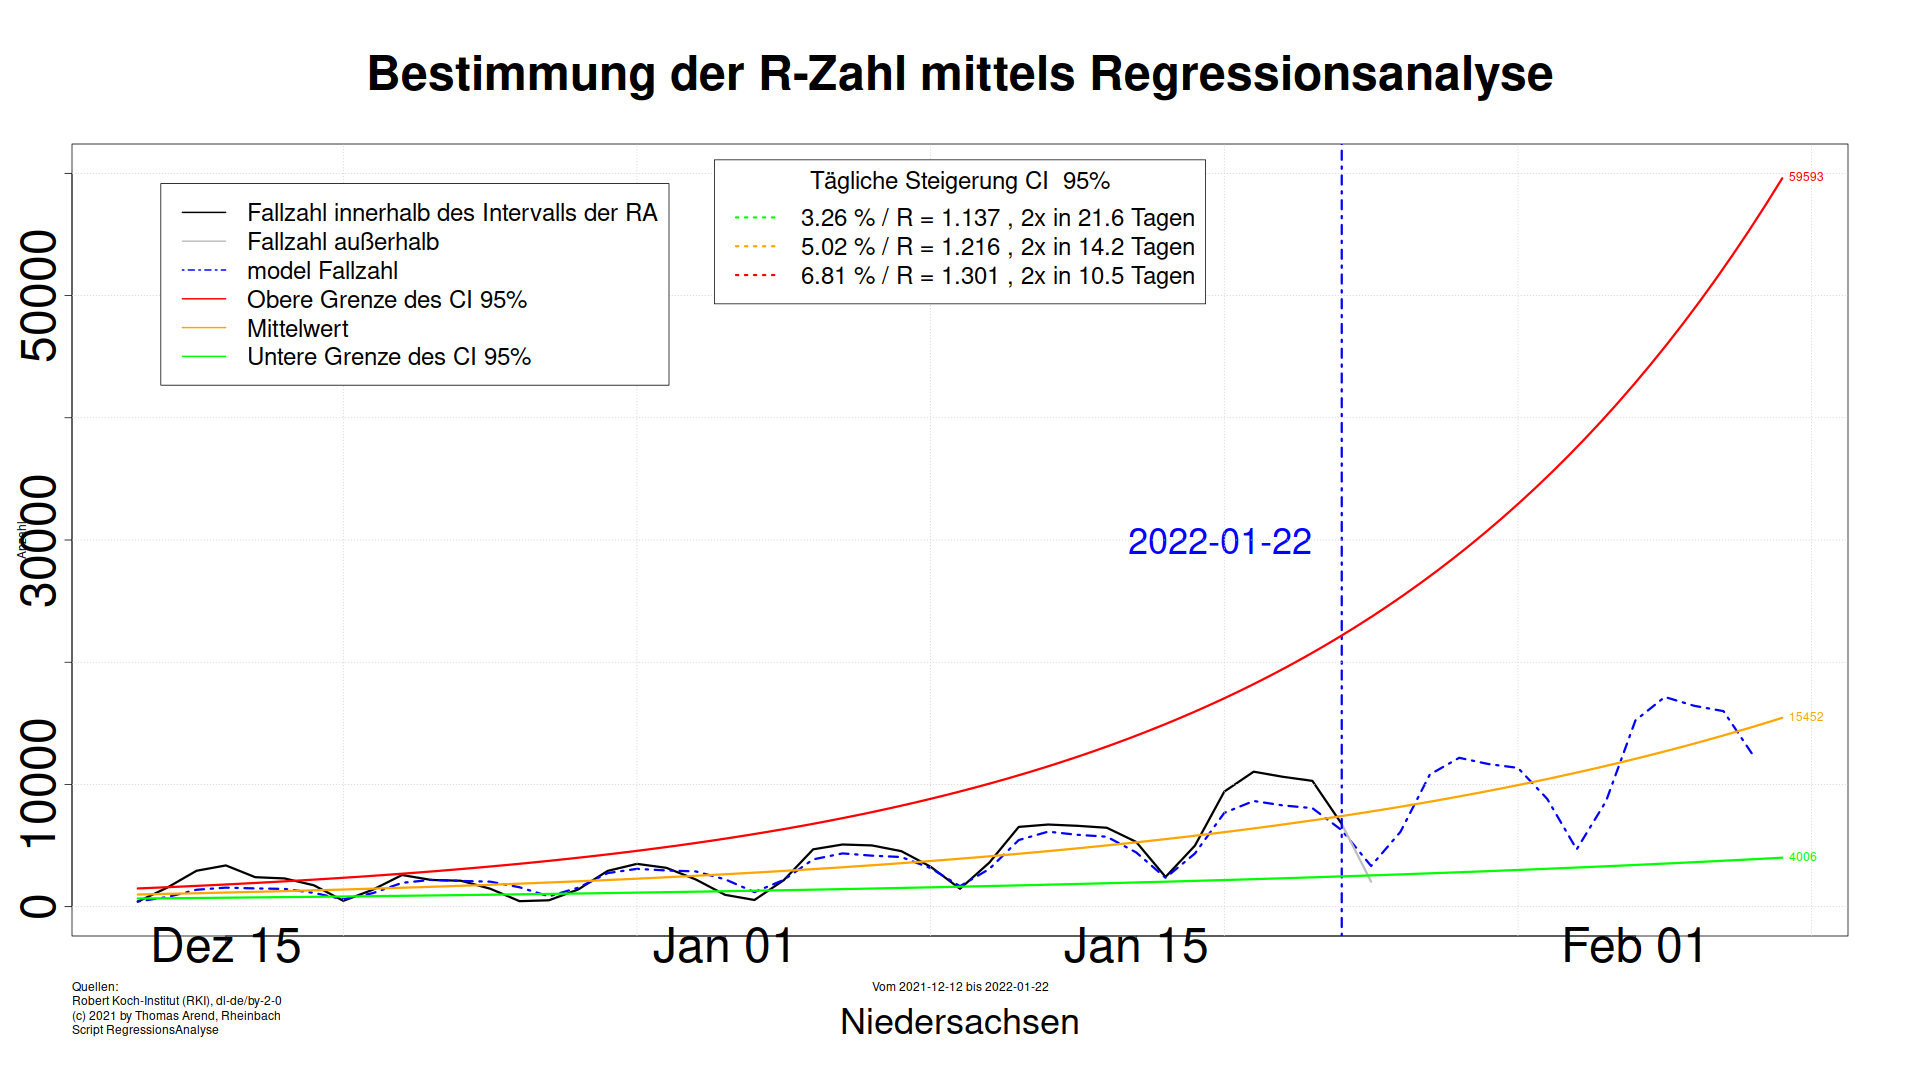 Bestimmung der R-Zahl mittels Regressionsanalyse
Fallzahl innerhalb des Intervalls der RA
Fallzahl außerhalb
model Fallzahl
Obere Grenze des CI 95%
Mittelwert
Untere Grenze des CI 95%
Tägliche Steigerung CI  95%
3.26 % / R = 1.137 , 2x in 21.6 Tagen
5.02 % / R = 1.216 , 2x in 14.2 Tagen
6.81 % / R = 1.301 , 2x in 10.5 Tagen
59593
50000
2022-01-22
30000
Anzahl
15452
10000
4006
0
Dez 15
Jan 01
Jan 15
Feb 01
Quellen:
Robert Koch-Institut (RKI), dl-de/by-2-0
(c) 2021 by Thomas Arend, Rheinbach
Script RegressionsAnalyse
Vom 2021-12-12 bis 2022-01-22
Niedersachsen